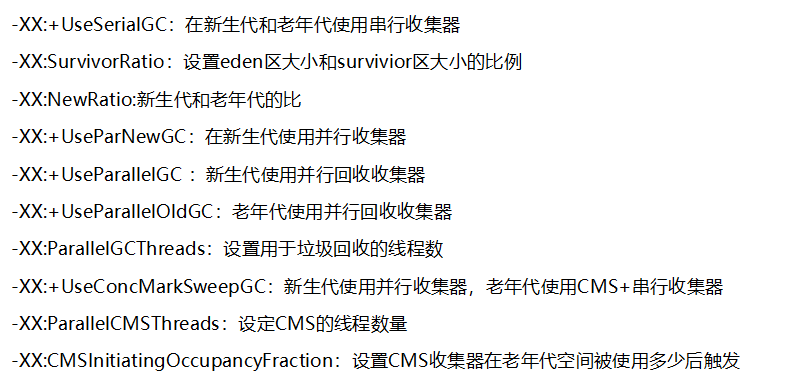 -XX:+UseSerialGC：在新生代和老年代使用串行收集器
-XX:SurvivorRatio：设置eden区大小和survivior区大小的比例
-XX:NewRatio:新生代和老年代的比
-XX:+UseParNewGC：在新生代使用并行收集器
-XX:+UseParallelGC ：新生代使用并行回收收集器
-XX:+UseParallelOldGC：老年代使用并行回收收集器
-XX:ParallelGCThreads：设置用于垃圾回收的线程数
-XX:+UseConcMarkSweepGC：新生代使用并行收集器，老年代使用CMS+串行收集器
-XX:ParallelCMSThreads：设定CMS的线程数量
-XX:CMSInitiatingOccupancyFraction：设置CMS收集器在老年代空间被使用多少后触发